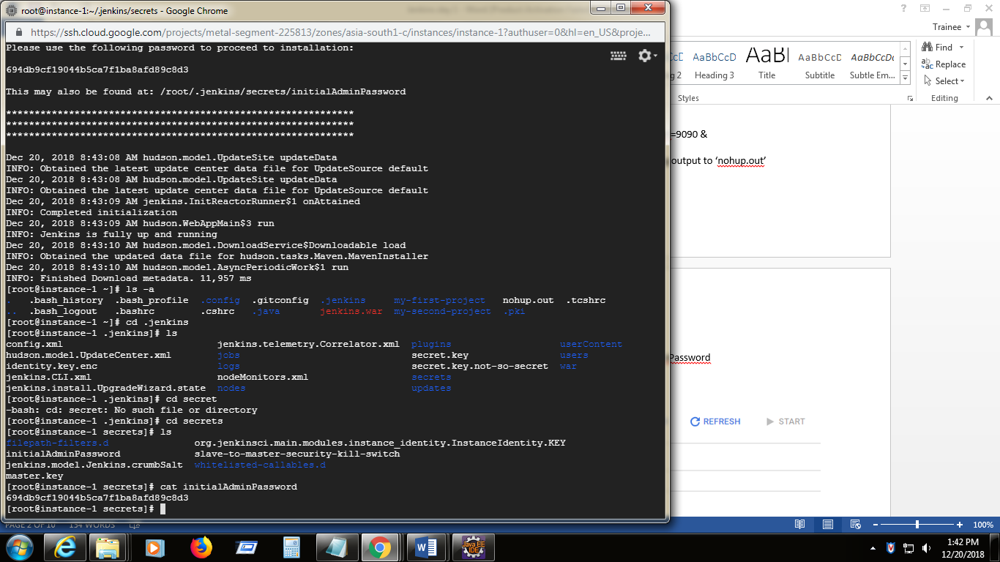 root@instance-1:~/.jenkins/secrets - Google Chrome
https://ssh.cloud.google.com/projects/metal-segment-225813/zones/asia-south1-c/instances/instance-1?authuser=0&hl=en_US&proje...
Please use the following password to proceed to installation:
694db9cf19044b5ca7f1ba8afd89c8d3
This may also be found at: /root/.jenkins/secrets/initialAdminPassword
*************************************************************
*************************************************************
*************************************************************
Dec 20, 2018 8:43:08 AM hudson.model.UpdateSite updateData
INFO: Obtained the latest update center data file for UpdateSource default
Dec 20, 2018 8:43:08 AM hudson.model.UpdateSite updateData
INFO: Obtained the latest update center data file for UpdateSource default
Dec 20, 2018 8:43:09 AM jenkins.InitReactorRunner$1 onAttained
INFO: Completed initialization
Dec 20, 2018 8:43:09 AM hudson.WebAppMain$3 run
INFO: Jenkins is fully up and running
Dec 20, 2018 8:43:10 AM hudson.model.DownloadService$Downloadable load
INFO: Obtained the updated data file for hudson.tasks.Maven.MavenInstaller
Dec 20, 2018 8:43:10 AM hudson.model.AsyncPeriodicWork$1 run
INFO: Finished Download metadata. 11,957 ms
[root@instance-1 ~]# ls -a
. .bash_history .bash_profile .config .gitconfig .jenkins my-first-project nohup.out .tcshrc
.. .bash_logout .bashrc .cshrc .java jenkins.war my-second-project .pki
[root@instance-1 ~]# cd .jenkins
[root@instance-1 .jenkins]# ls
config.xml jenkins.telemetry.Correlator.xml plugins userContent
hudson.model.UpdateCenter.xml jobs secret.key users
identity.key.enc logs secret.key.not-so-secret war
jenkins.CLI.xml nodeMonitors.xml secrets
jenkins.install.UpgradeWizard.state nodes updates
[root@instance-1 .jenkins]# cd secret
-bash: cd: secret: No such file or directory
[root@instance-1 .jenkins]# cd secrets
[root@instance-1 secrets]# ls
filepath-filters.d org.jenkinsci.main.modules.instance_identity.InstanceIdentity.KEY
initialAdminPassword slave-to-master-security-kill-switch
jenkins.model.Jenkins.crumbSalt whitelisted-callables.d
master.key
[root@instance-1 secrets]# cat initialAdminPassword
694db9cf19044b5ca7f1ba8afd89c8d3
[root@instance-1 secrets]#
Trainee
AaBbCcD AaBl AaBbCcD AaBbCcDc
g 2 Heading 3 Title Subtitle Subtle Em...
Styles
Find
Replace
Select
Editing
=9090 &
output to ‘nohup.out’
Password
REFRESH START
PAGE 2 OF 10 154 WORDS
100%
Java EE
IDE
1:42 PM
12/20/2018